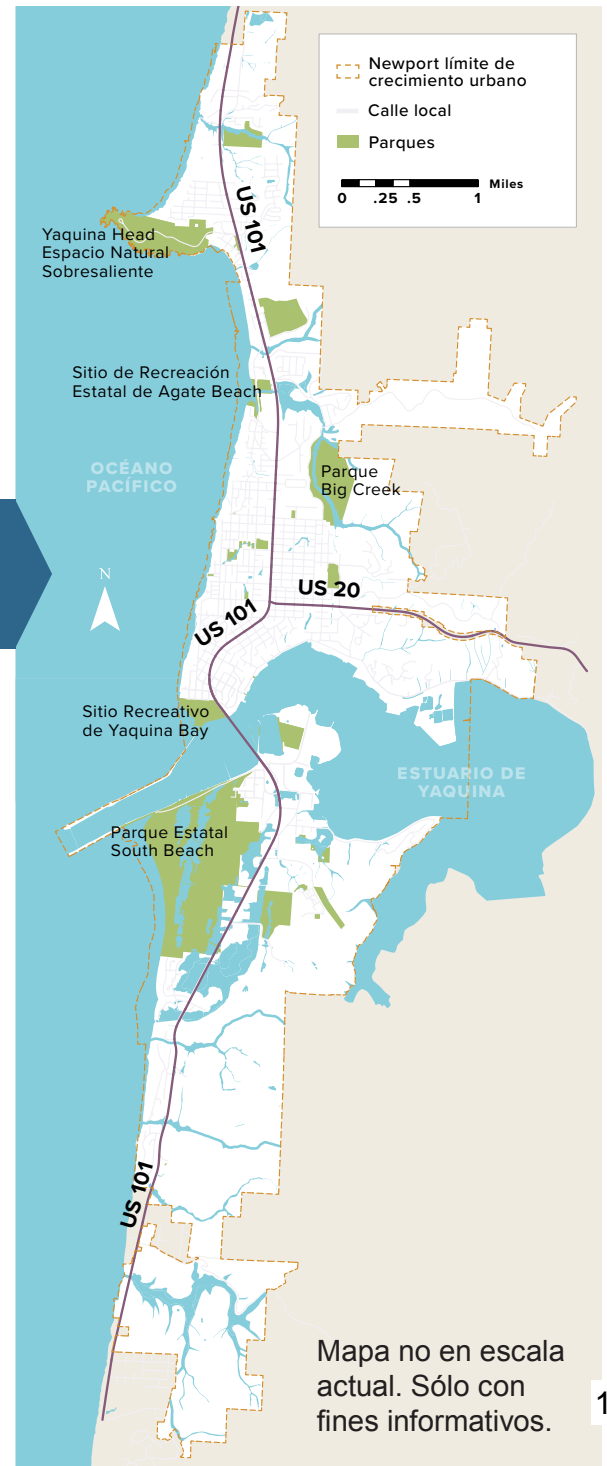 Newport límite de
crecimiento urbano
Calle local
Parques
Miles
0 .25 .5 1
US 101
Yaquina Head
Espacio Natural
Sobresaliente
Sitio de Recreación
Estatal de Agate Beach
OCÉANO
PACÍFICO
Parque
Big Creek
N
US 20
US 101
Sitio Recreativo
de Yaquina Bay
ESTUARIO DE
YAQUINA
Parque Estatal
South Beach
US 101
Mapa no en escala
actual. Sólo con
fines informativos.
1